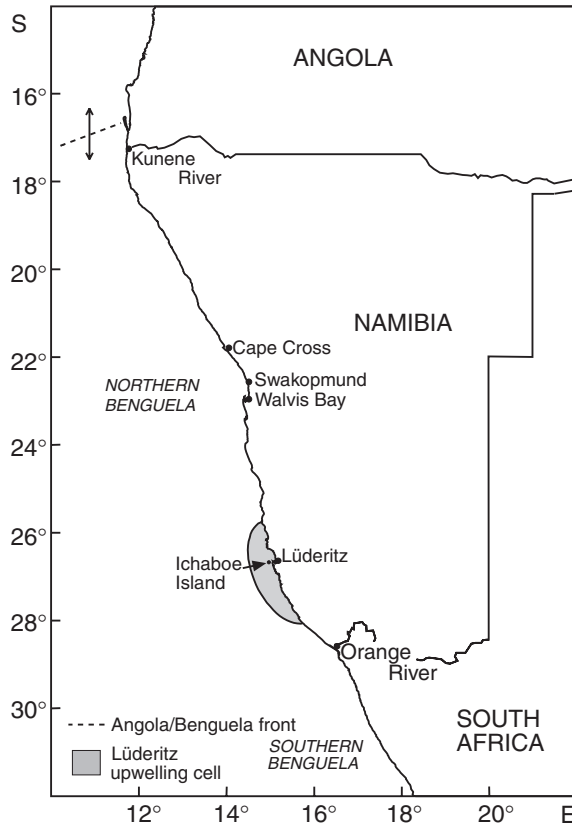 S
ANGOLA
16°
Kunene
River
18°
20°
NAMIBIA
Cape Cross
22°
Swakopmund
NORTHERN
BENGUELA
Walvis Bay
24°
26°
Lüderitz
Ichaboe
Island
28°
Orange
River
30°
Angola/Benguela front
SOUTH
AFRICA
Lüderitz
upwelling cell
SOUTHERN
BENGUELA
12°
14°
16°
18°
20°
E